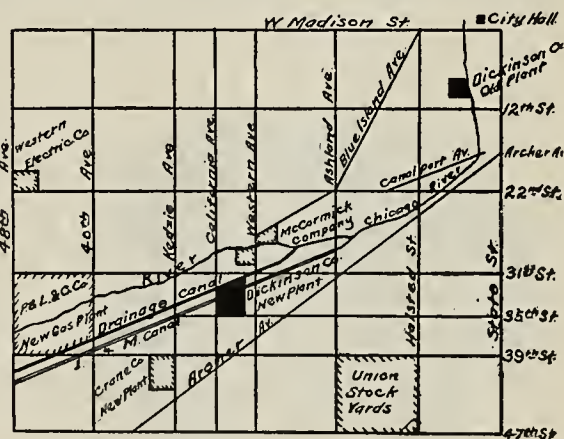 W Madison St.
City Hall.
Dickinson Co
Old Plant
12th St.
Archer Av.
Canalport Av.
22nd St.
Western
Electric Co
48th Ave.
40th Ave.
Kedzie Ave
California Ave.
Western Ave
Ashland Ave.
Blue Island Ave.
McCormick
Company
Chicago River
River
31st St.
Drainage Canal
Dickinson Co.
New Plant
P.&L.&C. Co
New Gas Plant
I. & M. Canal
35th St.
Halsted St.
State St.
39th St.
Crane Co
New Plant
Archer Av.
Union
Stock
Yards
47th St.